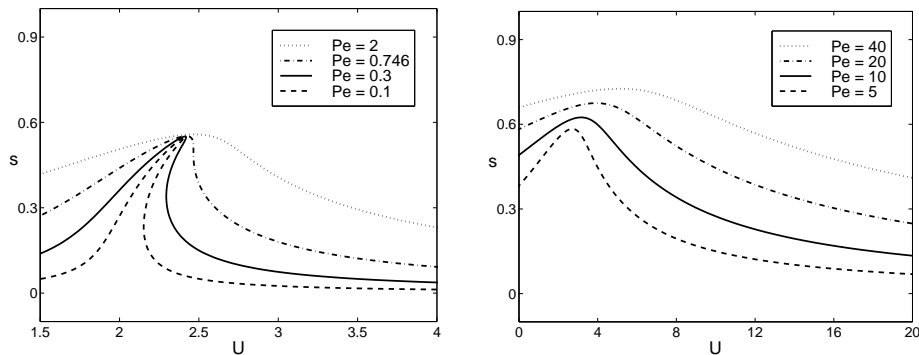 0.9
0.6
0.3
0
s
1.5
2
2.5
3
3.5
4
U
Pe = 2
Pe = 0.746
Pe = 0.3
Pe = 0.1
0.9
0.6
0.3
0
s
0
4
8
12
16
20
U
Pe = 40
Pe = 20
Pe = 10
Pe = 5